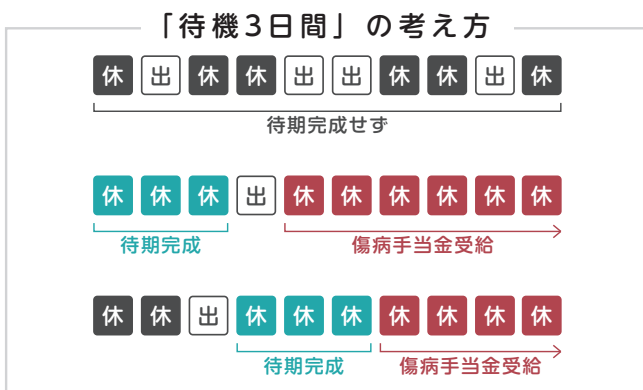 「待機3日間」の考え方
休 出 休 休 出 出 休 休 出 休
待期完成せず
休 休 休 出 休 休 休 休 休 休
待期完成 傷病手当金受給
休 休 出 休 休 休 休 休 休 休
待期完成 傷病手当金受給